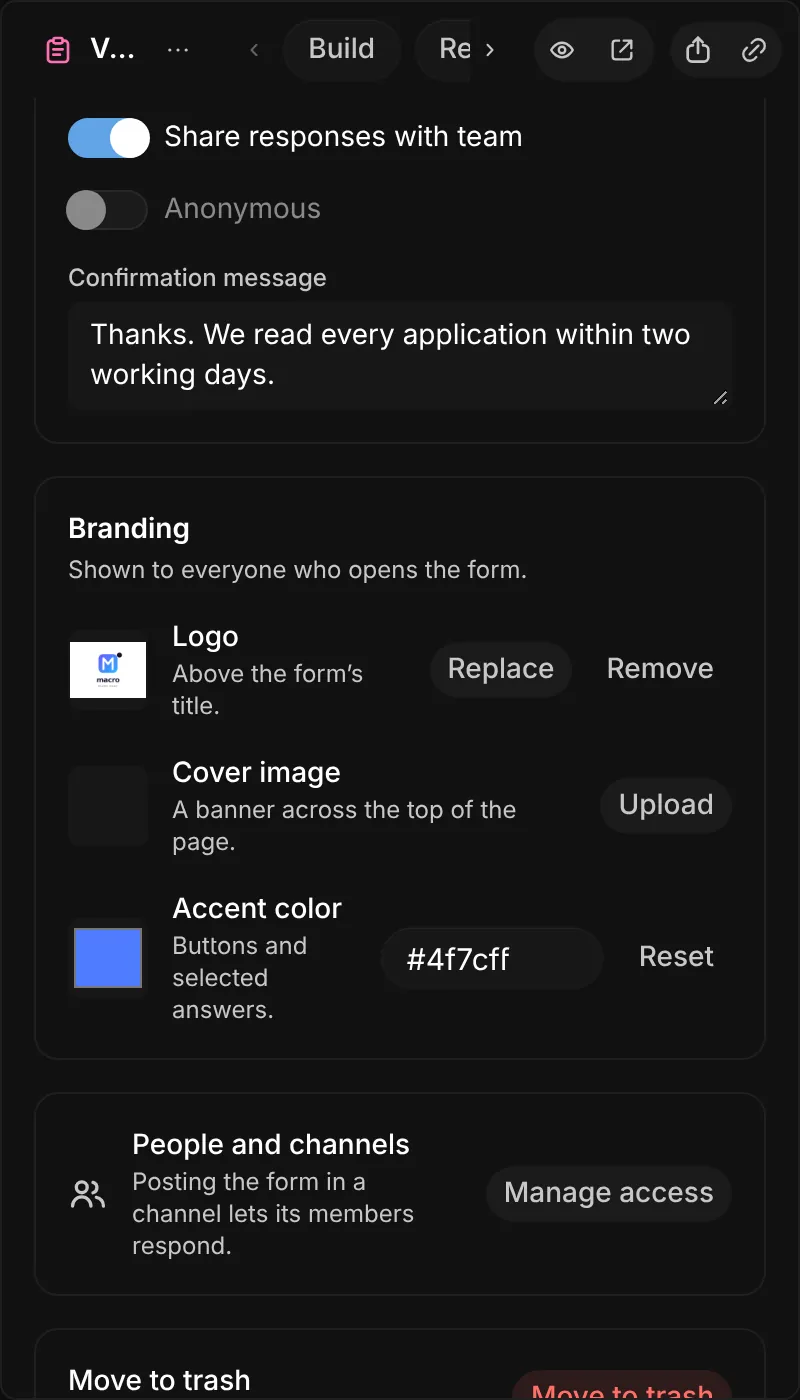 V...
Build
Re
Share responses with team
Anonymous
Confirmation message
Thanks. We read every application within two
working days.
Branding
Shown to everyone who opens the form.
Logo
Above the form’s
title.
macro
Replace
Remove
Cover image
A banner across the top of the
page.
Upload
Accent color
Buttons and
selected
answers.
#4f7cff
Reset
People and channels
Posting the form in a
channel lets its members
respond.
Manage access
Move to trash
Move to trash